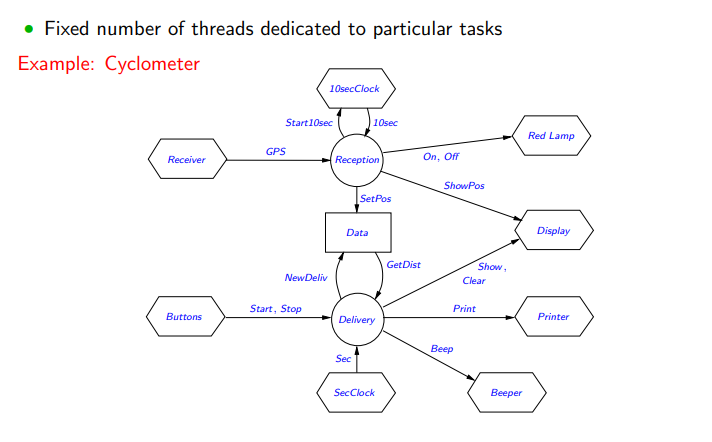 Fixed number of threads dedicated to particular tasks
Example: Cyclometer
10secClock
Start10sec
10sec
Red Lamp
Receiver
GPS
Reception
On, Off
ShowPos
SetPos
Data
Display
NewDeliv
GetDist
Show,
Clear
Buttons
Start, Stop
Delivery
Print
Printer
Sec
Beep
SecClock
Beeper